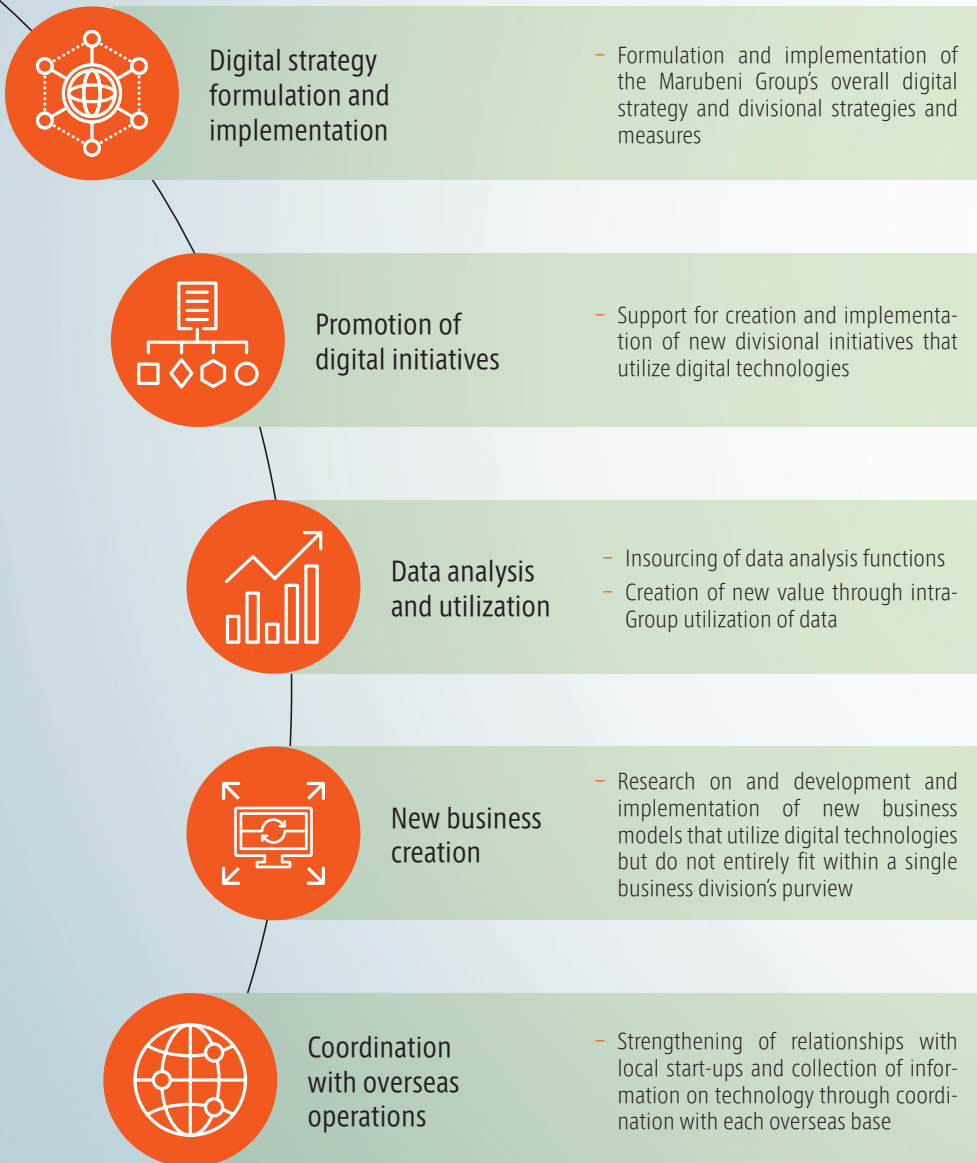 Digital strategy
formulation and
implementation
– Formulation and implementation of
the Marubeni Group's overall digital
strategy and divisional strategies and
measures
Promotion of
digital initiatives
– Support for creation and implementa-
tion of new divisional initiatives that
utilize digital technologies
Data analysis
and utilization
– Insourcing of data analysis functions
– Creation of new value through intra-
Group utilization of data
New business
creation
– Research on and development and
implementation of new business
models that utilize digital technologies
but do not entirely fit within a single
business division's purview
Coordination
with overseas
operations
– Strengthening of relationships with
local start-ups and collection of infor-
mation on technology through coordi-
nation with each overseas base